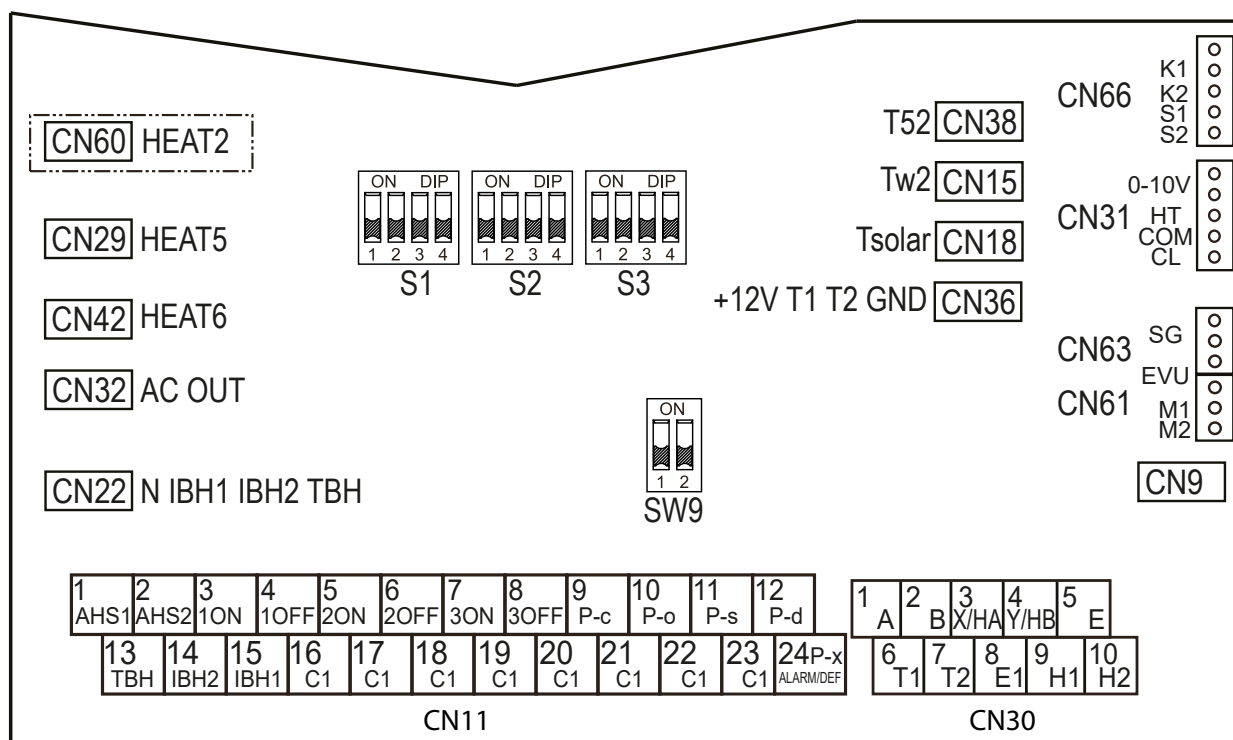 CN60 HEAT2
CN29 HEAT5
CN42 HEAT6
CN32 AC OUT
CN22 N IBH1 IBH2 TBH
ON DIP
1 2 3 4
S1
ON DIP
1 2 3 4
S2
ON DIP
1 2 3 4
S3
ON
1 2
SW9
T52 CN38
Tw2 CN15
Tsolar CN18
+12V T1 T2 GND CN36
CN66
K1
K2
S1
S2
CN31
0-10V
HT
COM
CL
CN63
SG
EVU
CN61
M1
M2
CN9
1 AHS1 2 AHS2 3 1ON 4 1OFF 5 2ON 6 2OFF 7 3ON 8 3OFF 9 P-c 10 P-o 11 P-s 12 P-d
13 TBH 14 IBH2 15 IBH1 16 C1 17 C1 18 C1 19 C1 20 C1 21 C1 22 C1 23 C1 24 P-x ALARM/DEF
CN11
1 A 2 B 3 X/HA 4 Y/HB 5 E
6 T1 7 T2 8 E1 9 H1 10 H2
CN30